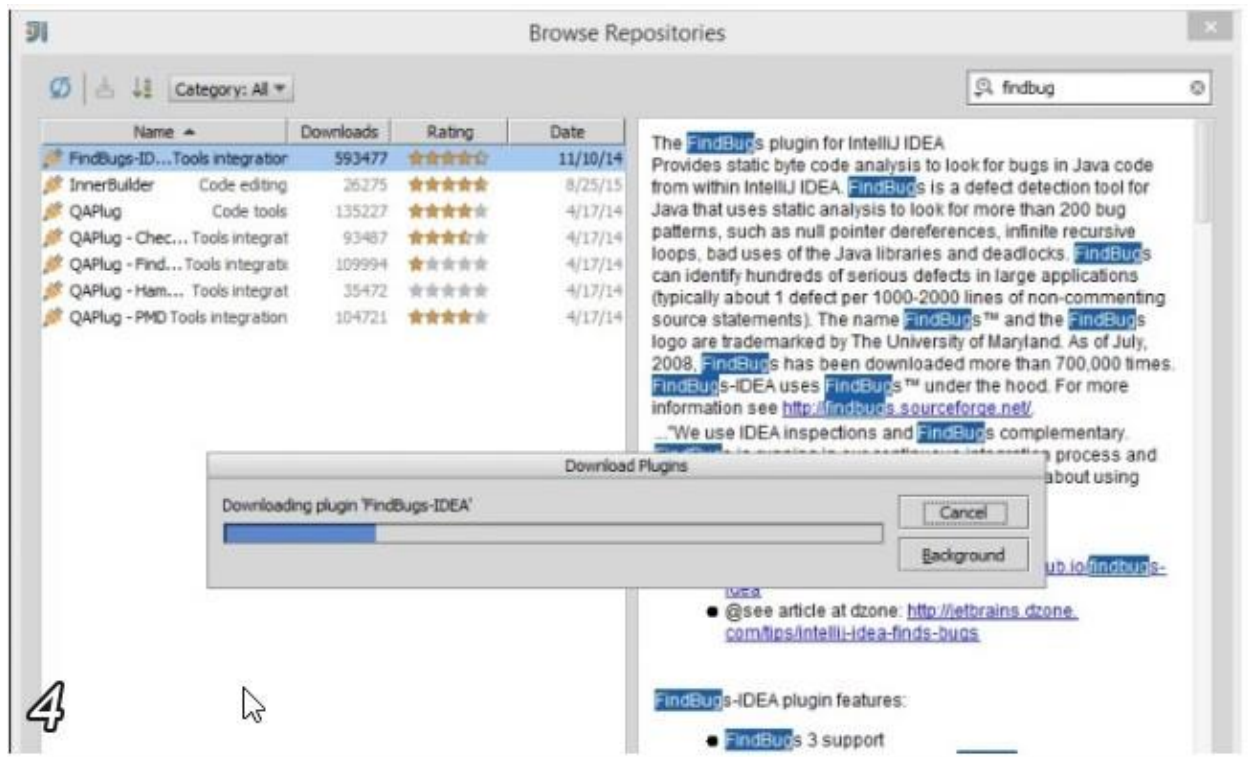 Browse Repositories
Category: All
findbug
Name Downloads Rating Date
FindBugs-ID...Tools integration 593477 11/10/14
InnerBuilder Code editing 26275 8/25/15
QAPlug Code tools 135227 4/17/14
QAPlug - Chec... Tools integrat 93487 4/17/14
QAPlug - Find... Tools integratio 109994 4/17/14
QAPlug - Ham... Tools integrat 35472 4/17/14
QAPlug - PMD Tools integration 104721 4/17/14
The FindBugs plugin for IntelliJ IDEA
Provides static byte code analysis to look for bugs in Java code
from within IntelliJ IDEA. FindBugs is a defect detection tool for
Java that uses static analysis to look for more than 200 bug
patterns, such as null pointer dereferences, infinite recursive
loops, bad uses of the Java libraries and deadlocks. FindBugs
can identify hundreds of serious defects in large applications
(typically about 1 defect per 1000-2000 lines of non-commenting
source statements). The name FindBugs™ and the FindBugs
logo are trademarked by The University of Maryland. As of July,
2008, FindBugs has been downloaded more than 700,000 times.
FindBugs-IDEA uses FindBugs™ under the hood. For more
information see http://findbugs.sourceforge.net/.
..."We use IDEA inspections and FindBugs complementary.
process and
about using
Download Plugins
Downloading plugin 'FindBugs-IDEA'
Cancel
Background
ub.io/findbugs-
idea
@see article at dzone: http://jetbrains.dzone.
com/tips/intellij-idea-finds-bugs
FindBugs-IDEA plugin features:
FindBugs 3 support
4